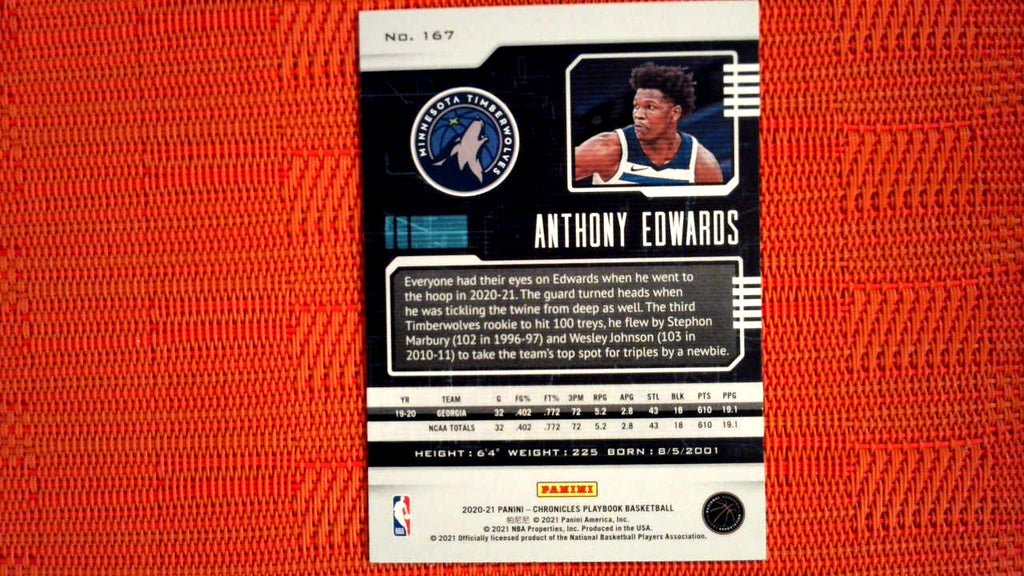 No. 167
MINNESOTA TIMBERWOLVES
ANTHONY EDWARDS
Everyone had their eyes on Edwards when he went to
the hoop in 2020-21. The guard turned heads when
he was tickling the twine from deep as well. The third
Timberwolves rookie to hit 100 treys, he flew by Stephon
Marbury (102 in 1996-97) and Wesley Johnson (103 in
2010-11) to take the team's top spot for triples by a newbie.
YR TEAM G FG% FT% 3PM RPG APG STL BLK PTS PPG
19-20 GEORGIA 32 .402 .772 72 5.2 2.8 43 18 610 19.1
NCAA TOTALS 32 .402 .772 72 5.2 2.8 43 18 610 19.1
HEIGHT: 6'4" WEIGHT: 225 BORN: 8/5/2001
PANINI
2020-21 PANINI – CHRONICLES PLAYBOOK BASKETBALL
帕尼尼 © 2021 Panini America, Inc.
© 2021 NBA Properties, Inc. Produced in the USA.
© 2021 Officially licensed product of the National Basketball Players Association.